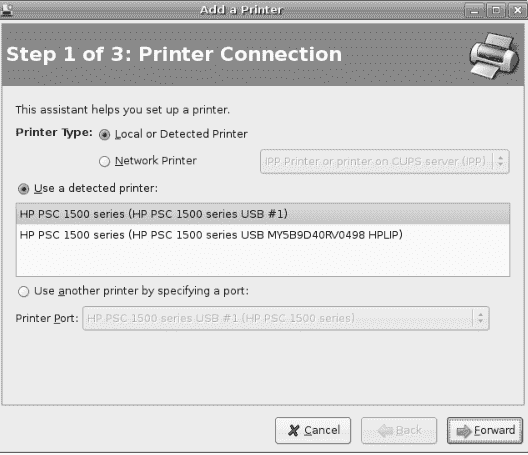 Add a Printer
Step 1 of 3: Printer Connection
This assistant helps you set up a printer.
Printer Type: Local or Detected Printer
Network Printer IPP Printer or printer on CUPS server (IPP)
Use a detected printer:
HP PSC 1500 series (HP PSC 1500 series USB #1)
HP PSC 1500 series (HP PSC 1500 series USB MY5B9D40RV0498 HPLIP)
Use another printer by specifying a port:
Printer Port: HP PSC 1500 series USB #1 (HP PSC 1500 series)
Cancel Back Forward